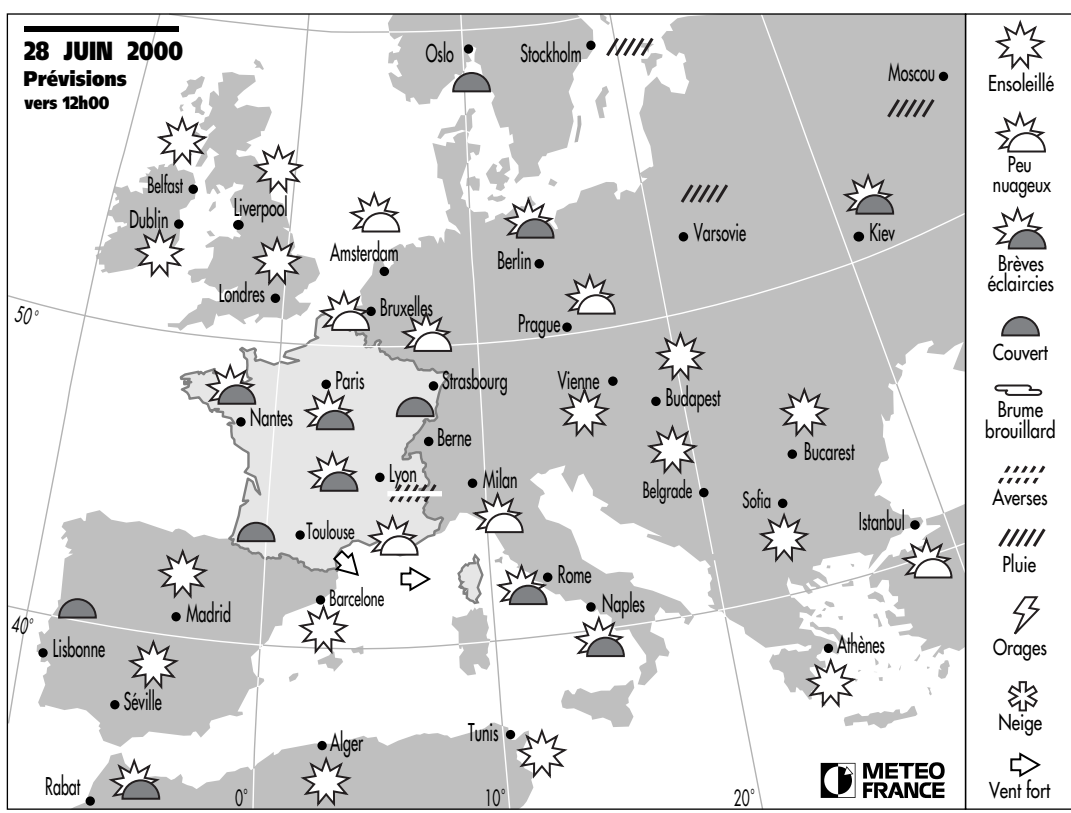 28 JUIN 2000
Prévisions
vers 12h00
Oslo
Stockholm
Moscou
Belfast
Dublin
Liverpool
Londres
Amsterdam
Bruxelles
Berlin
Varsovie
Kiev
Prague
50°
Paris
Strasbourg
Nantes
Berne
Vienne
Budapest
Bucarest
Lyon
Milan
Belgrade
Sofia
Istanbul
Toulouse
Barcelone
Rome
Naples
Madrid
40°
Lisbonne
Séville
Athènes
Alger
Tunis
Rabat
0°
10°
20°
METEO
FRANCE
Ensoleillé
Peu
nuageux
Brèves
éclaircies
Couvert
Brume
brouillard
Averses
Pluie
Orages
Neige
Vent fort